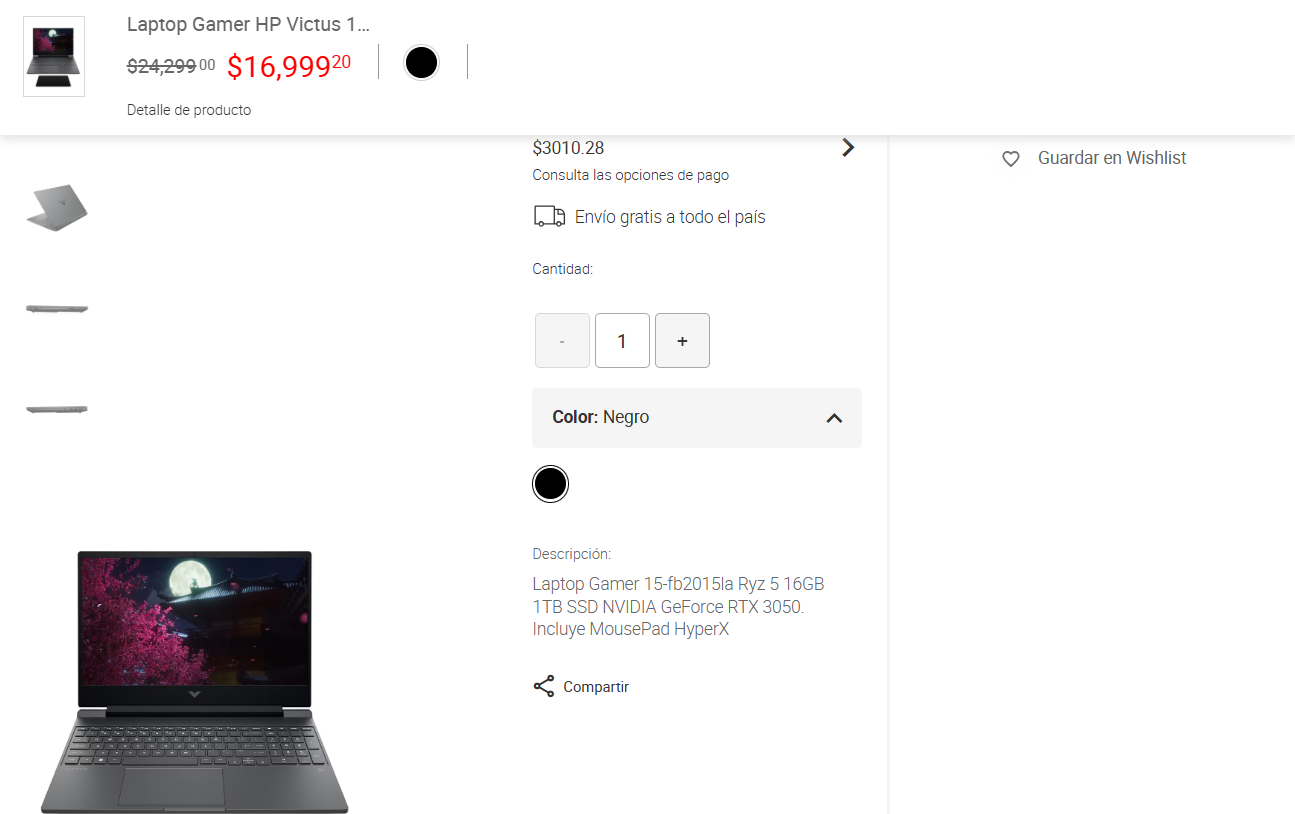 Laptop Gamer HP Victus 1...
$24,299.00 $16,999.20
Detalle de producto
$3010.28
Consulta las opciones de pago
Guardar en Wishlist
Envío gratis a todo el país
Cantidad:
- 1 +
Color: Negro
Descripción:
Laptop Gamer 15-fb2015la Ryz 5 16GB
1TB SSD NVIDIA GeForce RTX 3050.
Incluye MousePad HyperX
Compartir